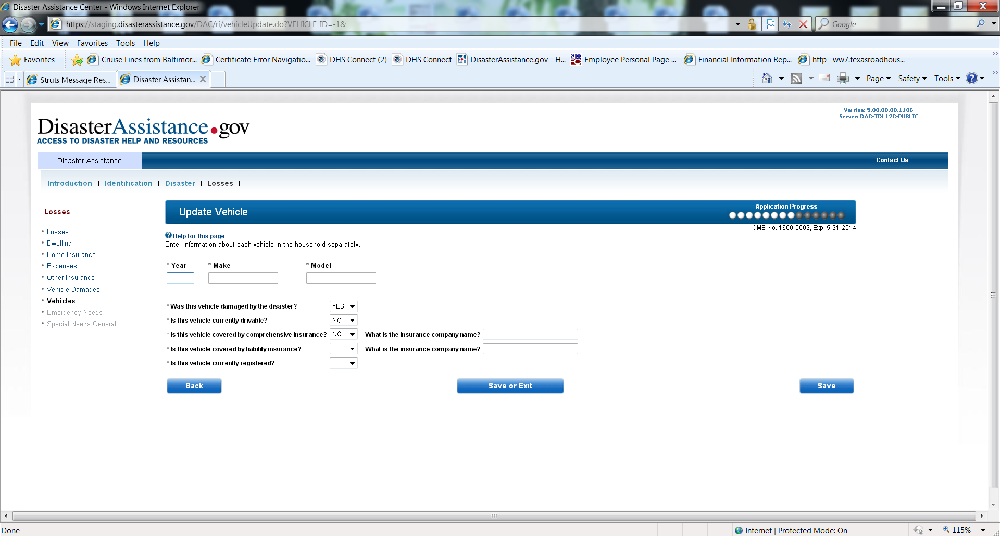 Disaster Assistance Center - Windows Internet Explorer
https://staging.disasterassistance.gov/DAC/ri/vehicleUpdate.do?VEHICLE_ID=-1&
Google
File Edit View Favorites Tools Help
Favorites Cruise Lines from Baltimor... Certificate Error Navigatio... DHS Connect (2) DHS Connect DisasterAssistance.gov - H... Employee Personal Page ... Financial Information Rep... http--ww7.texasroadhous...
Struts Message Res... Disaster Assistan... Page Safety Tools
Version: 5.00.00.00.1106
Server: DAC-TDL12C-PUBLIC
DisasterAssistance.gov
ACCESS TO DISASTER HELP AND RESOURCES
Disaster Assistance Contact Us
Introduction | Identification | Disaster | Losses |
Losses
• Losses
• Dwelling
• Home Insurance
• Expenses
• Other Insurance
• Vehicle Damages
• Vehicles
• Emergency Needs
• Special Needs General
Update Vehicle
Application Progress
OMB No. 1660-0002, Exp. 5-31-2014
? Help for this page
Enter information about each vehicle in the household separately.
* Year * Make * Model
* Was this vehicle damaged by the disaster? YES
* Is this vehicle currently drivable? NO
* Is this vehicle covered by comprehensive insurance? NO What is the insurance company name?
* Is this vehicle covered by liability insurance? What is the insurance company name?
* Is this vehicle currently registered?
Back Save or Exit Save
Done Internet | Protected Mode: On 115%